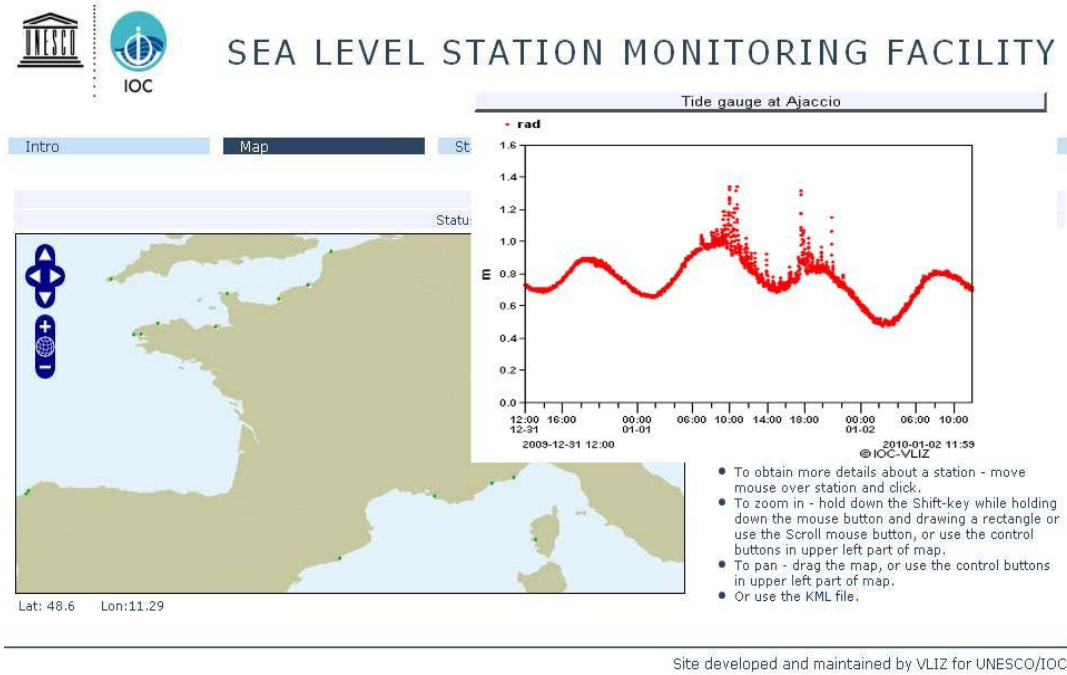 UNESCO
IOC
SEA LEVEL STATION MONITORING FACILITY
Tide gauge at Ajaccio
rad
Intro
Map
St
Statu
1.6
1.4
1.2
1.0
0.8
0.6
0.4
0.2
0.0
m
12:00 16:00 00:00 06:00 10:00 14:00 18:00 00:00 06:00 10:00
12-31 01-01 01-02
2009-12-31 12:00 2010-01-02 11:59
©IOC-VLIZ
To obtain more details about a station - move
mouse over station and click.
To zoom in - hold down the Shift-key while holding
down the mouse button and drawing a rectangle or
use the Scroll mouse button, or use the control
buttons in upper left part of map.
To pan - drag the map, or use the control buttons
in upper left part of map.
Or use the KML file.
Lat: 48.6 Lon:11.29
Site developed and maintained by VLIZ for UNESCO/IOC